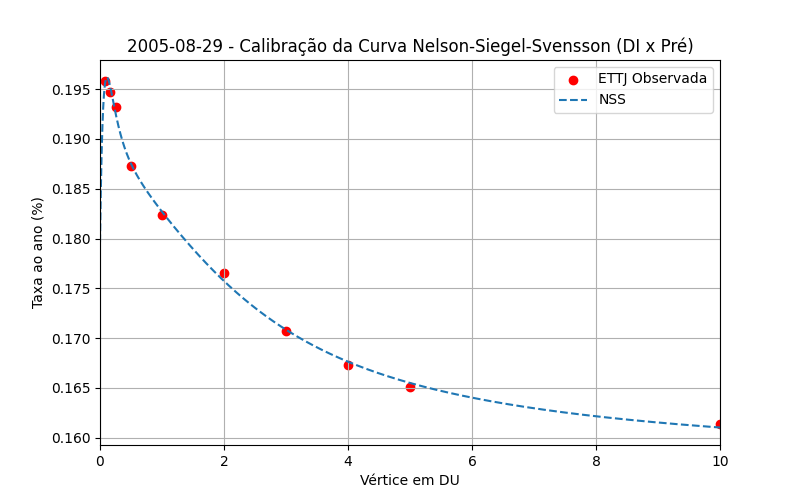 2005-08-29 - Calibração da Curva Nelson-Siegel-Svensson (DI x Pré)
ETTJ Observada
NSS
Taxa ao ano (%)
0.195
0.190
0.185
0.180
0.175
0.170
0.165
0.160
0 2 4 6 8 10
Vértice em DU